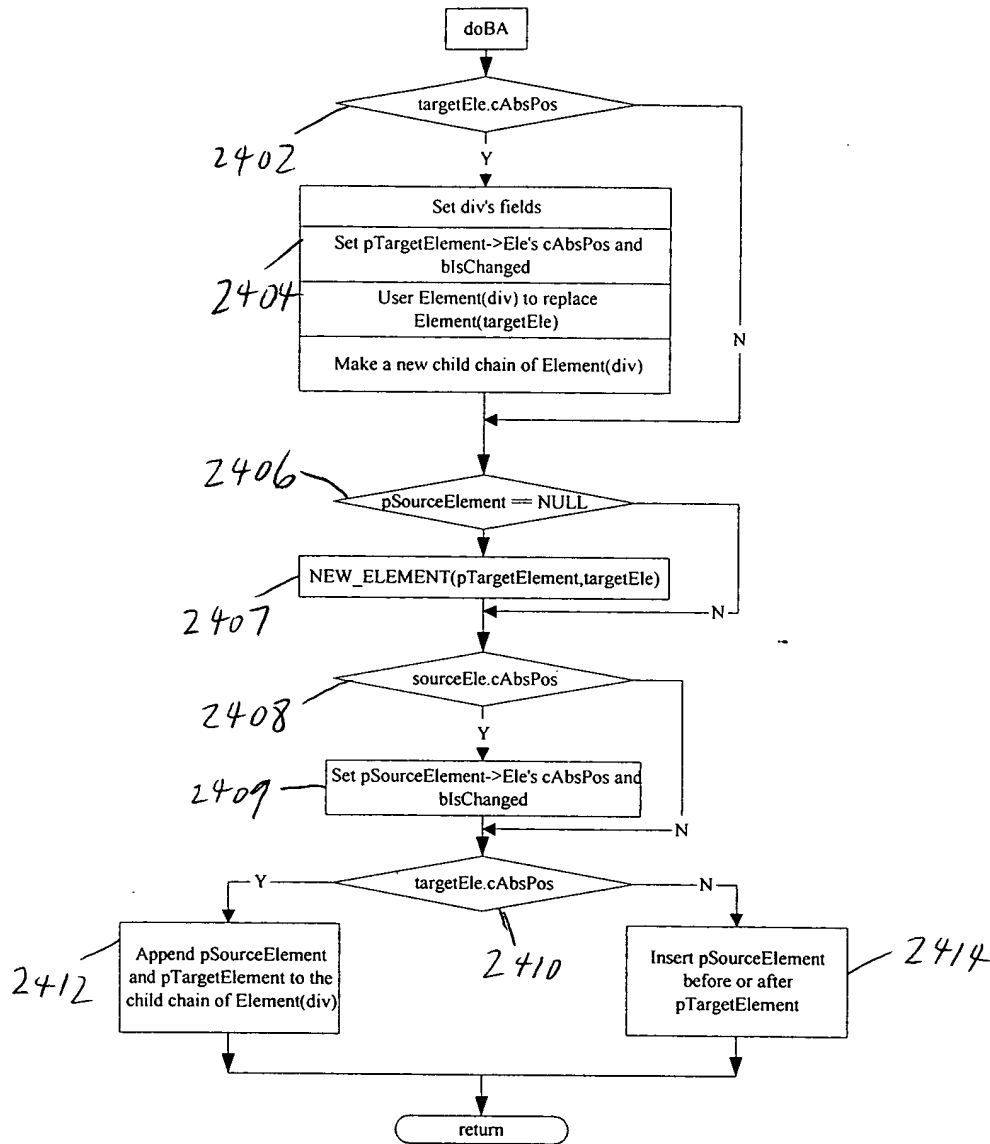 doBA
targetEle.cAbsPos
2402
Y
Set div's fields
Set pTargetElement->Ele's cAbsPos and
bIsChanged
2404
User Element(div) to replace
Element(targetEle)
N
Make a new child chain of Element(div)
2406
pSourceElement == NULL
NEW_ELEMENT(pTargetElement,targetEle)
2407
N
sourceEle.cAbsPos
2408
Y
Set pSourceElement->Ele's cAbsPos and
bIsChanged
2409
N
Y
targetEle.cAbsPos
N
2410
Append pSourceElement
and pTargetElement to the
child chain of Element(div)
2412
Insert pSourceElement
before or after
pTargetElement
2414
return